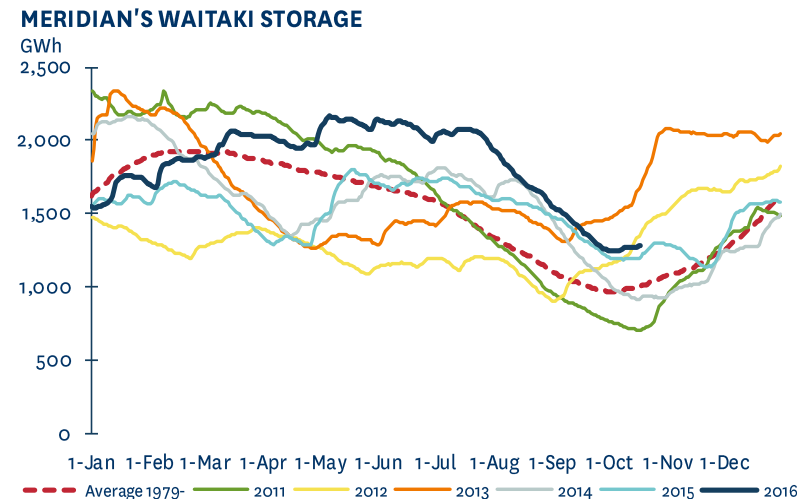 MERIDIAN'S WAITAKI STORAGE
GWh
2,500
2,000
1,500
1,000
500
0
1-Jan 1-Feb 1-Mar 1-Apr 1-May 1-Jun 1-Jul 1-Aug 1-Sep 1-Oct 1-Nov 1-Dec
Average 1979- 2011 2012 2013 2014 2015 2016